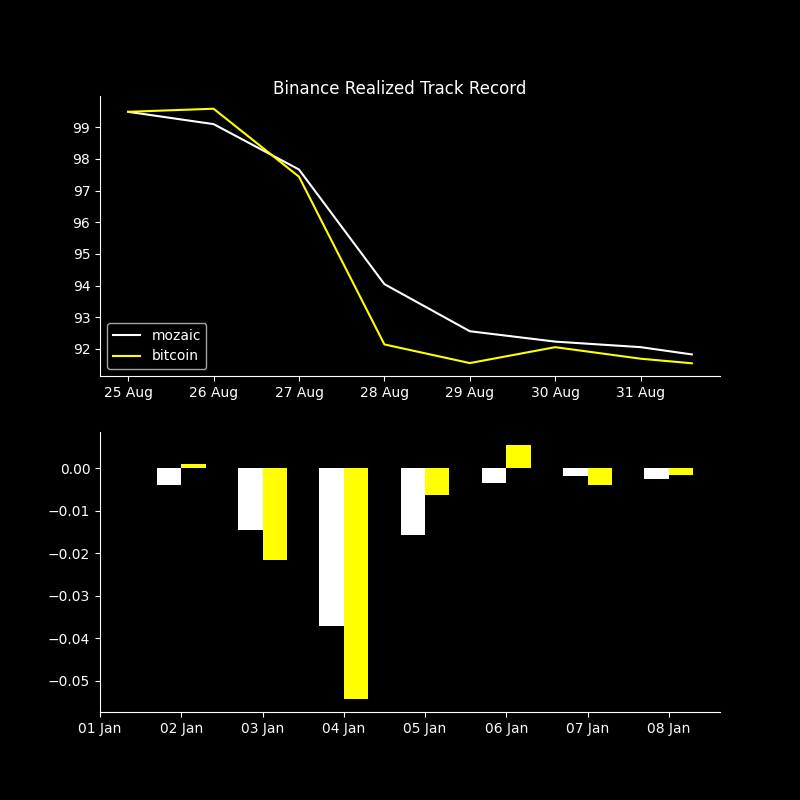 Binance Realized Track Record
99
98
97
96
95
94
93
92
mozaic
bitcoin
25 Aug 26 Aug 27 Aug 28 Aug 29 Aug 30 Aug 31 Aug
0.00
−0.01
−0.02
−0.03
−0.04
−0.05
01 Jan 02 Jan 03 Jan 04 Jan 05 Jan 06 Jan 07 Jan 08 Jan